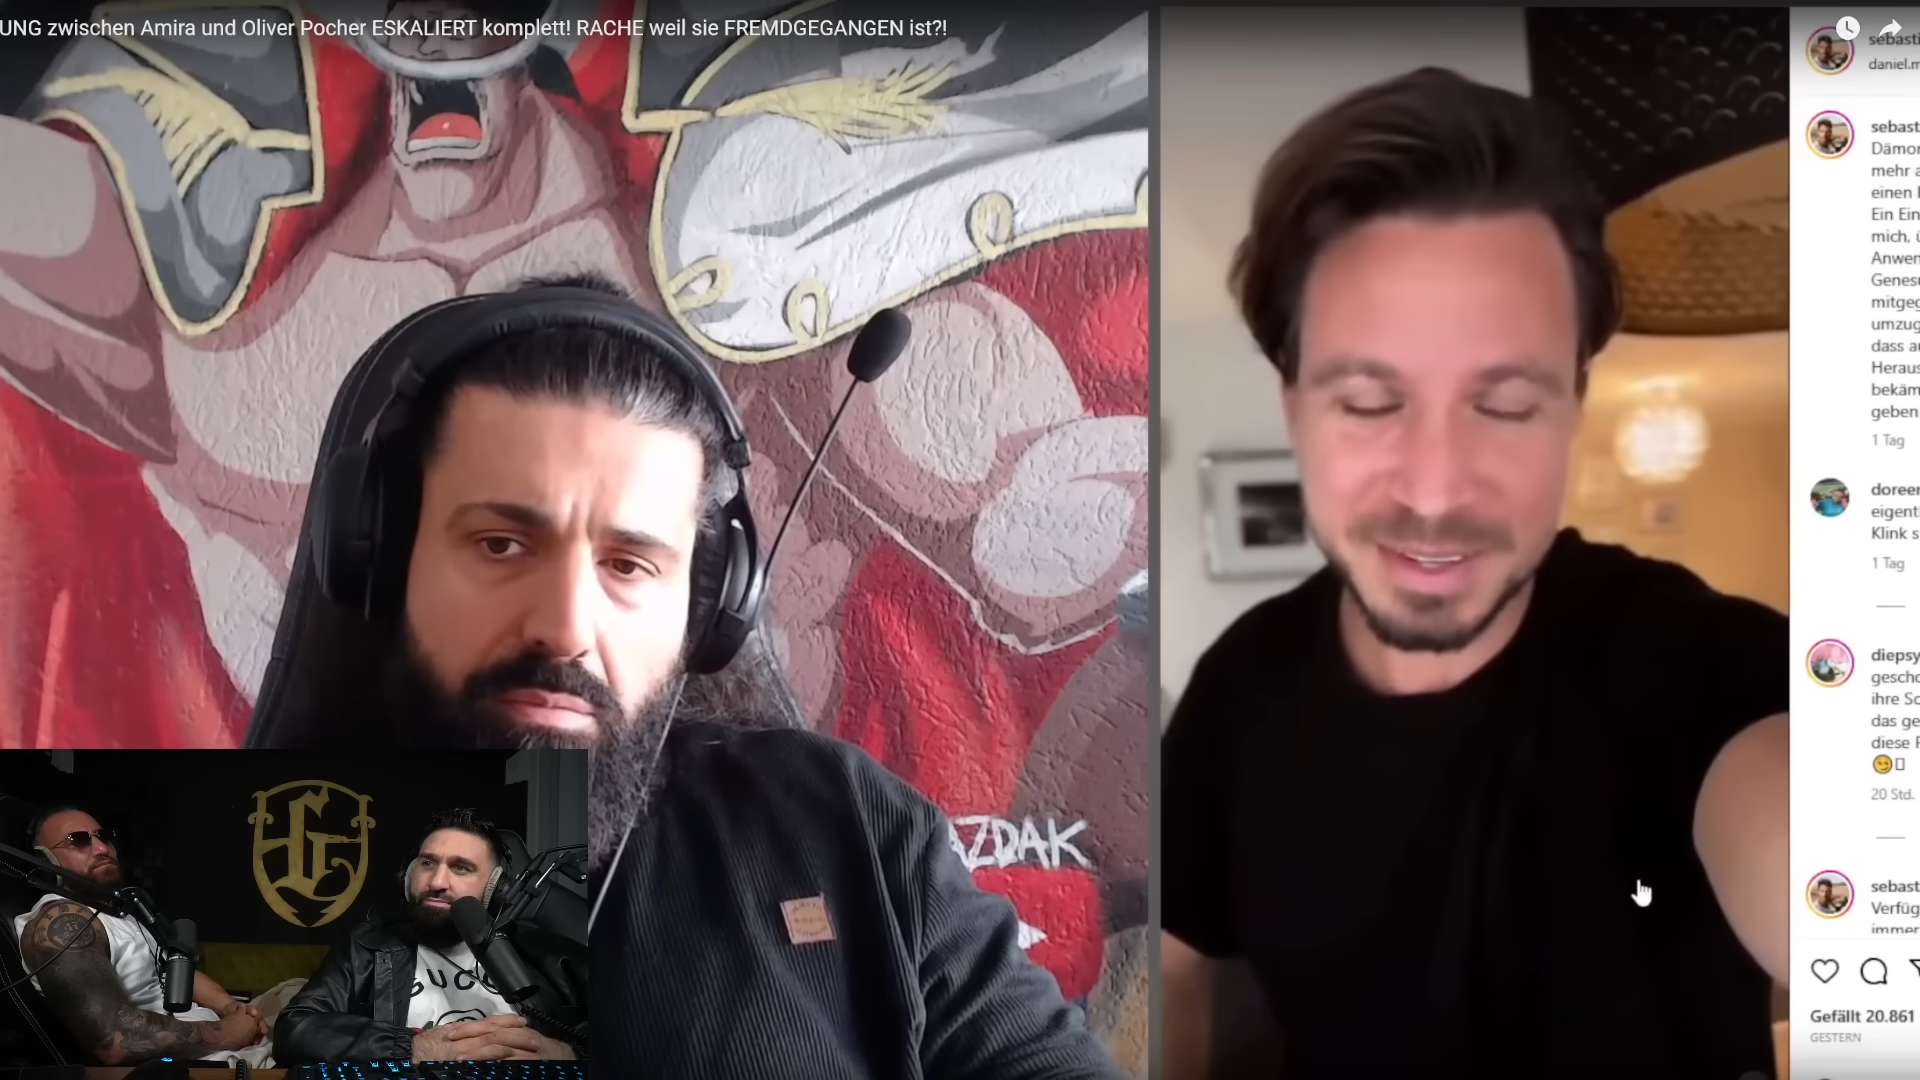 UNG zwischen Amira und Oliver Pocher ESKALIERT komplett! RACHE weil sie FREMDGEGANGEN ist?!
sebasti
daniel.m
sebast
Dämon
mehr a
einen
Ein Ein
mich, ü
Anwen
Genes
mitgeg
umzug
dass au
Heraus
bekäm
geben
1 Tag
doreen
eigent
Klink s
1 Tag
diepsy
gescho
ihre Sc
das ge
diese
😏
20 Std.
sebast
Verfüg
immer
Gefällt 20.861
GESTERN
AZDAK
G
GUCC